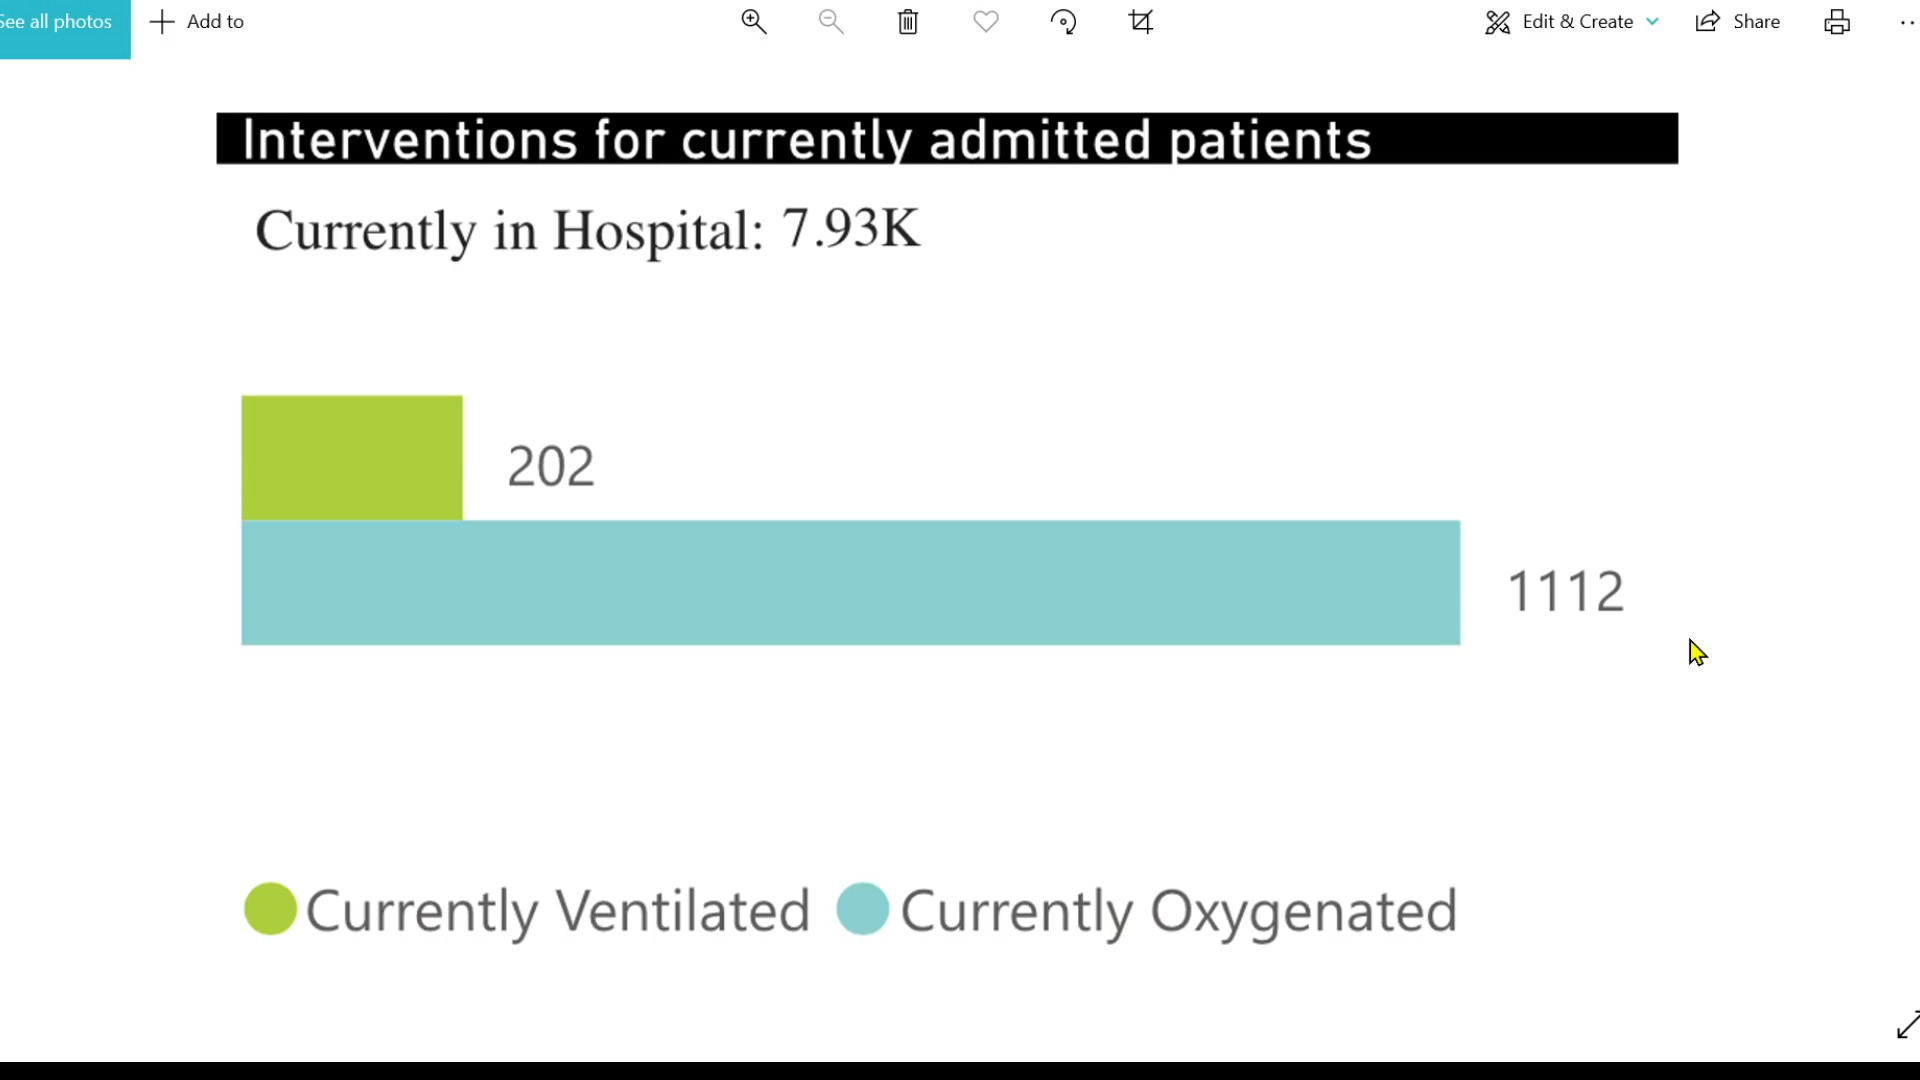 See all photos
Add to
Edit & Create
Share
Interventions for currently admitted patients
Currently in Hospital: 7.93K
202
1112
Currently Ventilated
Currently Oxygenated